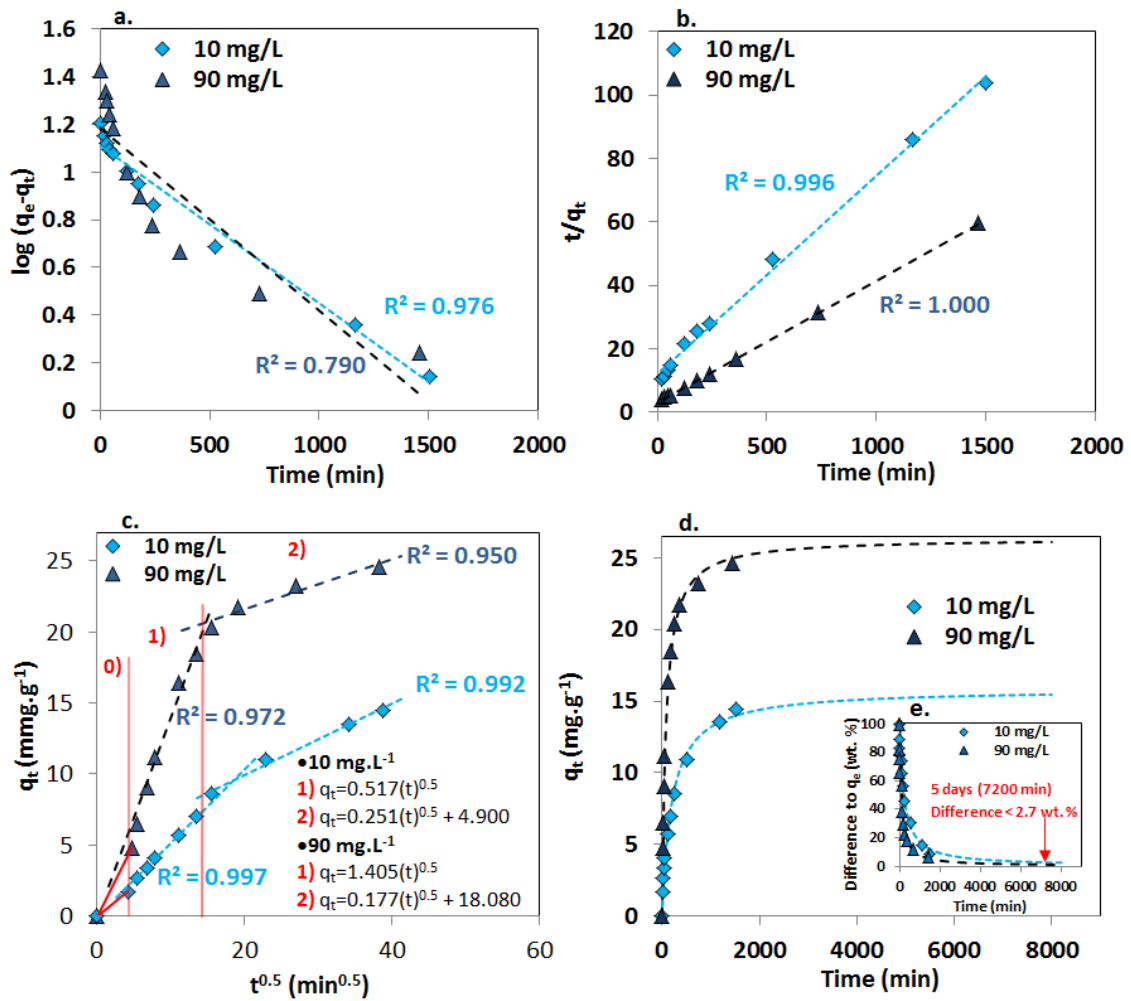 a.
10 mg/L
90 mg/L
R² = 0.976
R² = 0.790
log (qₑ-qₜ)
1.6
1.4
1.2
1
0.8
0.6
0.4
0.2
0
0 500 1000 1500 2000
Time (min)
b.
10 mg/L
90 mg/L
R² = 0.996
R² = 1.000
t/qₜ
120
100
80
60
40
20
0
0 500 1000 1500 2000
Time (min)
c.
10 mg/L
90 mg/L
0)
1)
2)
R² = 0.950
R² = 0.992
R² = 0.972
R² = 0.997
●10 mg.L⁻¹
1) qₜ=0.517(t)⁰·⁵
2) qₜ=0.251(t)⁰·⁵ + 4.900
●90 mg.L⁻¹
1) qₜ=1.405(t)⁰·⁵
2) qₜ=0.177(t)⁰·⁵ + 18.080
qₜ (mmg.g⁻¹)
25
20
15
10
5
0
0 20 40 60
t⁰·⁵ (min⁰·⁵)
d.
10 mg/L
90 mg/L
qₜ (mg.g⁻¹)
25
20
15
10
5
0
0 2000 4000 6000 8000
Time (min)
e.
10 mg/L
90 mg/L
5 days (7200 min)
Difference < 2.7 wt.%
Difference to qₑ (wt. %)
100
80
60
40
20
0
0 2000 4000 6000 8000
Time (min)